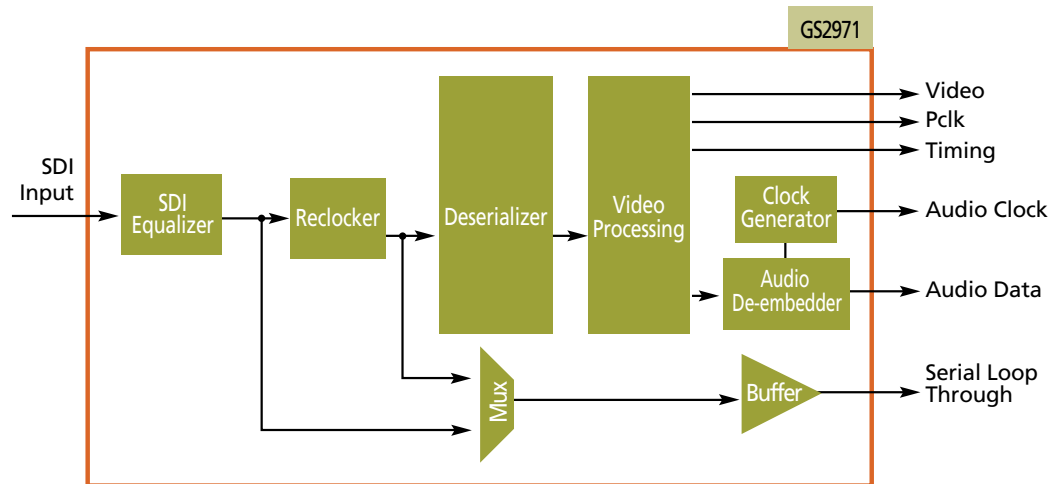 GS2971
SDI
Input
SDI
Equalizer
Reclocker
Deserializer
Video
Processing
Clock
Generator
Audio
De-embedder
Mux
Buffer
Video
Pclk
Timing
Audio Clock
Audio Data
Serial Loop
Through